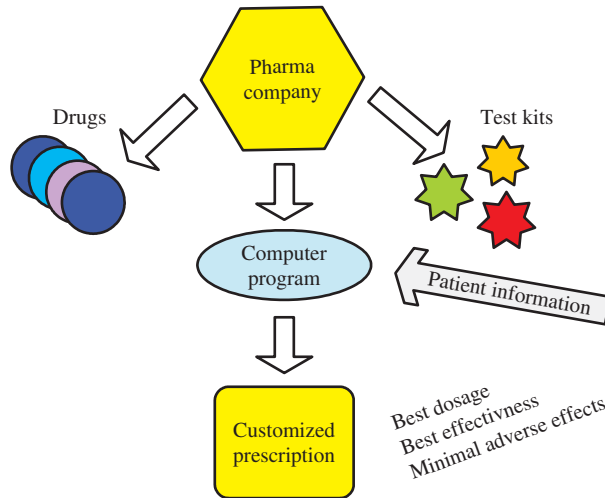 Pharma
company
Drugs
Test kits
Computer
program
Patient information
Customized
prescription
Best dosage
Best effectivness
Minimal adverse effects